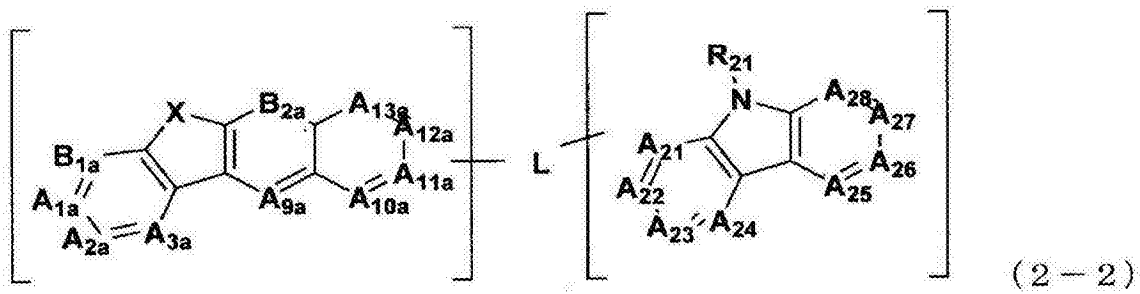 R21
X B2a A13a N A28
A12a A27
B1a L A21
A1a A9a A10a A11a A22 A25 A26
A2a A3a A23 A24
(2-2)